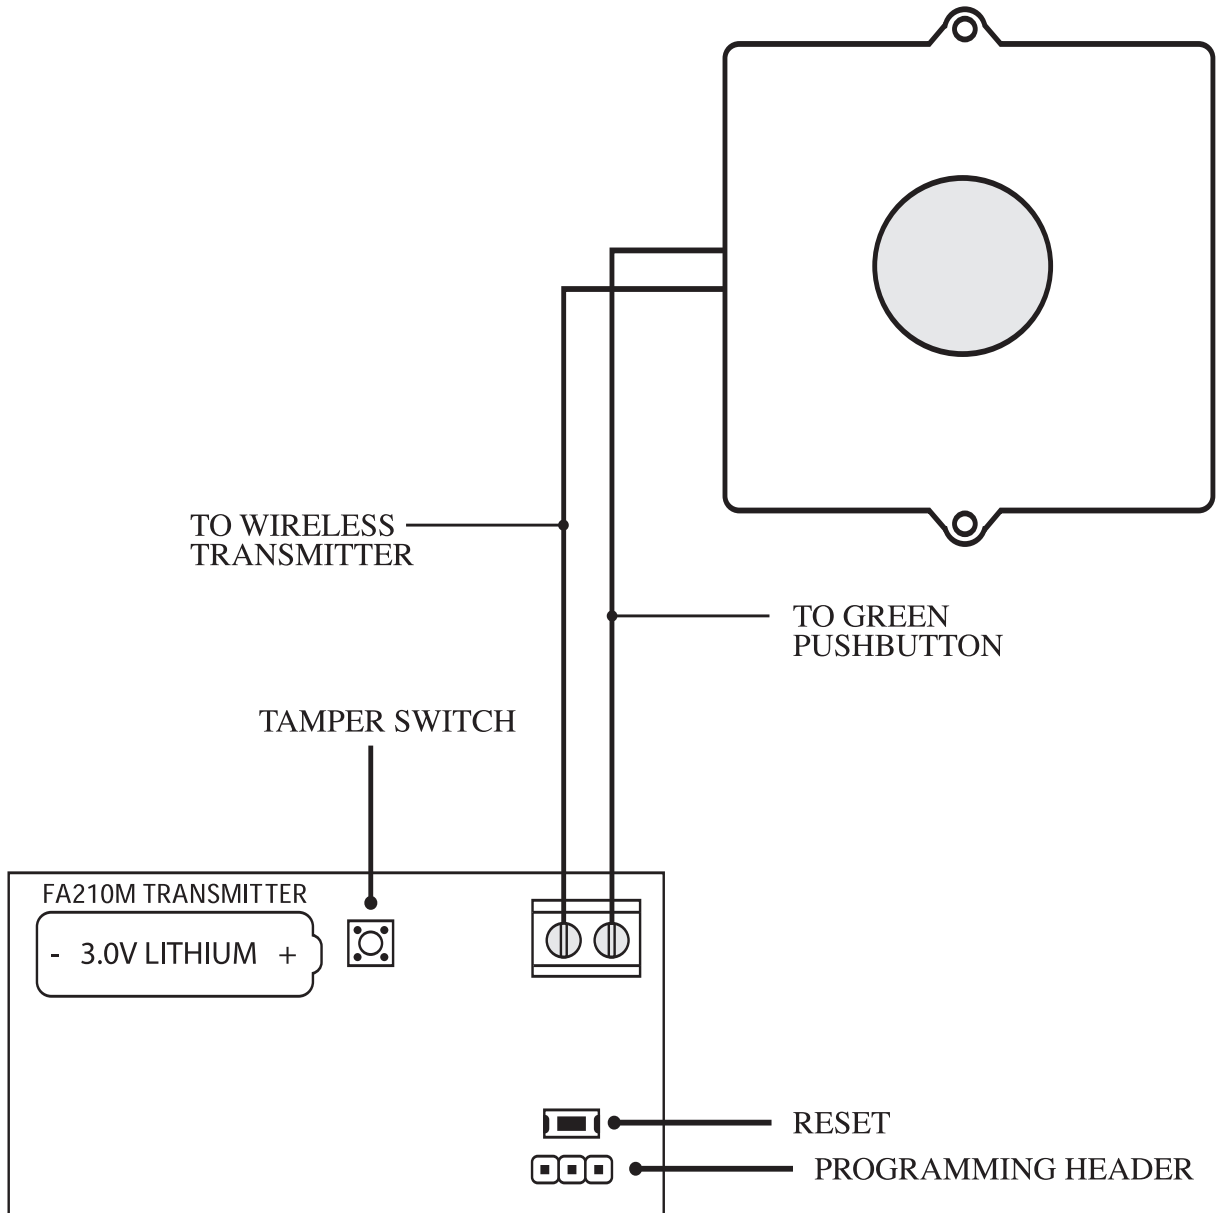 TO WIRELESS
TRANSMITTER
TO GREEN
PUSHBUTTON
TAMPER SWITCH
FA210M TRANSMITTER
- 3.0V LITHIUM +
RESET
PROGRAMMING HEADER